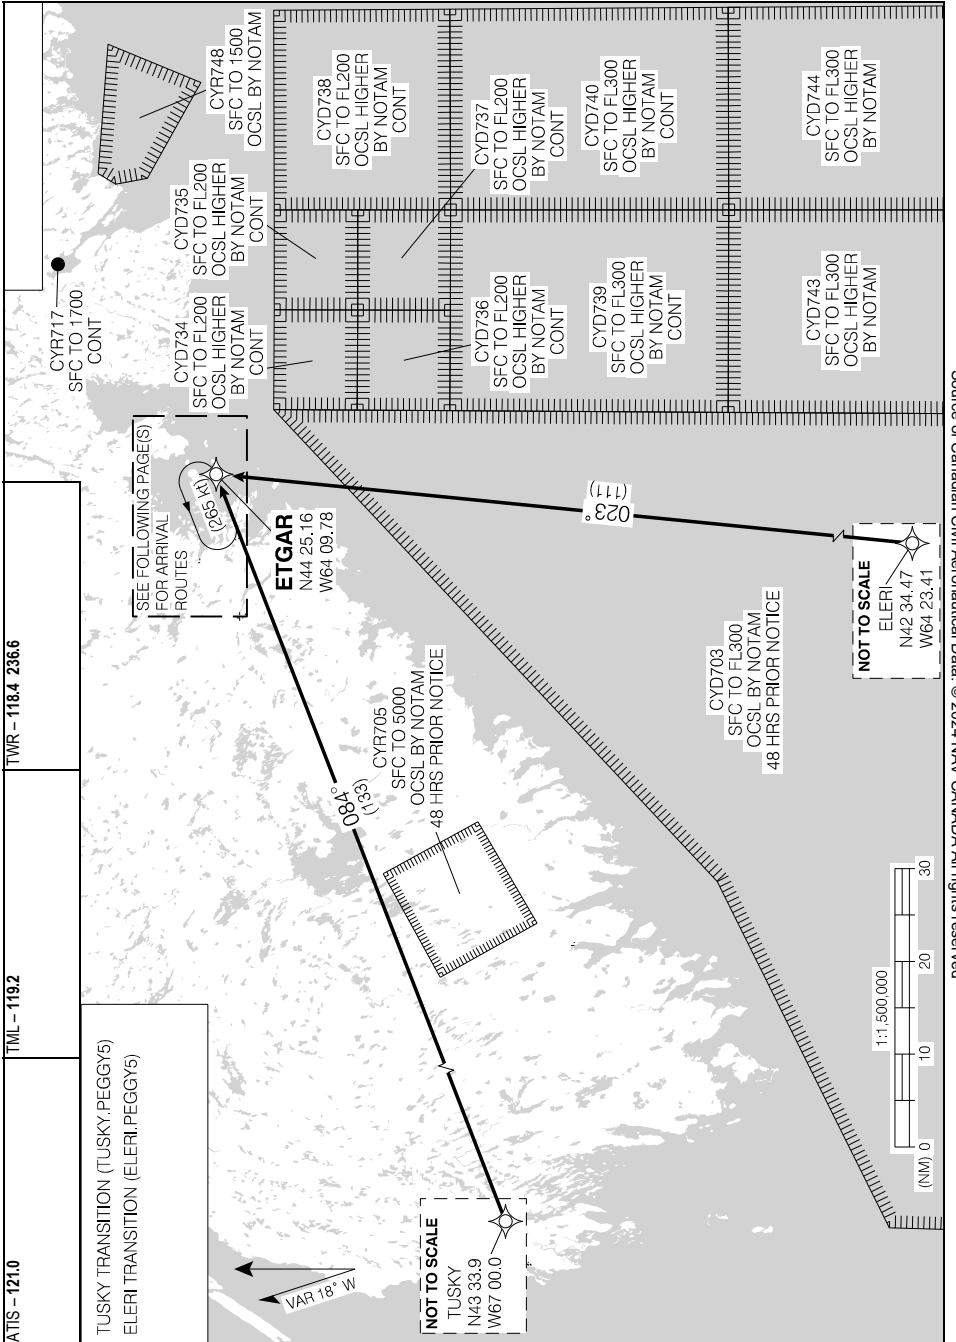 ATIS – 121.0
TML – 119.2
TWR – 118.4 236.6
TUSKY TRANSITION (TUSKY.PEGGY5)
ELERI TRANSITION (ELERI.PEGGY5)
VAR 18° W
CYR717
SFC TO 1700
CONT
CYR748
SFC TO 1500
OCSL BY NOTAM
CYD735
SFC TO FL200
OCSL HIGHER
BY NOTAM
CONT
CYD734
SFC TO FL200
OCSL HIGHER
BY NOTAM
CONT
CYD738
SFC TO FL200
OCSL HIGHER
BY NOTAM
CONT
CYD737
SFC TO FL200
OCSL HIGHER
BY NOTAM
CONT
CYD736
SFC TO FL200
OCSL HIGHER
BY NOTAM
CONT
CYD740
SFC TO FL300
OCSL HIGHER
BY NOTAM
CONT
CYD739
SFC TO FL300
OCSL HIGHER
BY NOTAM
CONT
CYD744
SFC TO FL300
OCSL HIGHER
BY NOTAM
CYD743
SFC TO FL300
OCSL HIGHER
BY NOTAM
SEE FOLLOWING PAGE(S)
FOR ARRIVAL
ROUTES
(265 kt)
ETGAR
N44 25.16
W64 09.78
023°
(111)
084°
(133)
CYR705
SFC TO 5000
OCSL BY NOTAM
48 HRS PRIOR NOTICE
CYD703
SFC TO FL300
OCSL BY NOTAM
48 HRS PRIOR NOTICE
NOT TO SCALE
ELERI
N42 34.47
W64 23.41
NOT TO SCALE
TUSKY
N43 33.9
W67 00.0
1:1,500,000
(NM) 0 10 20 30